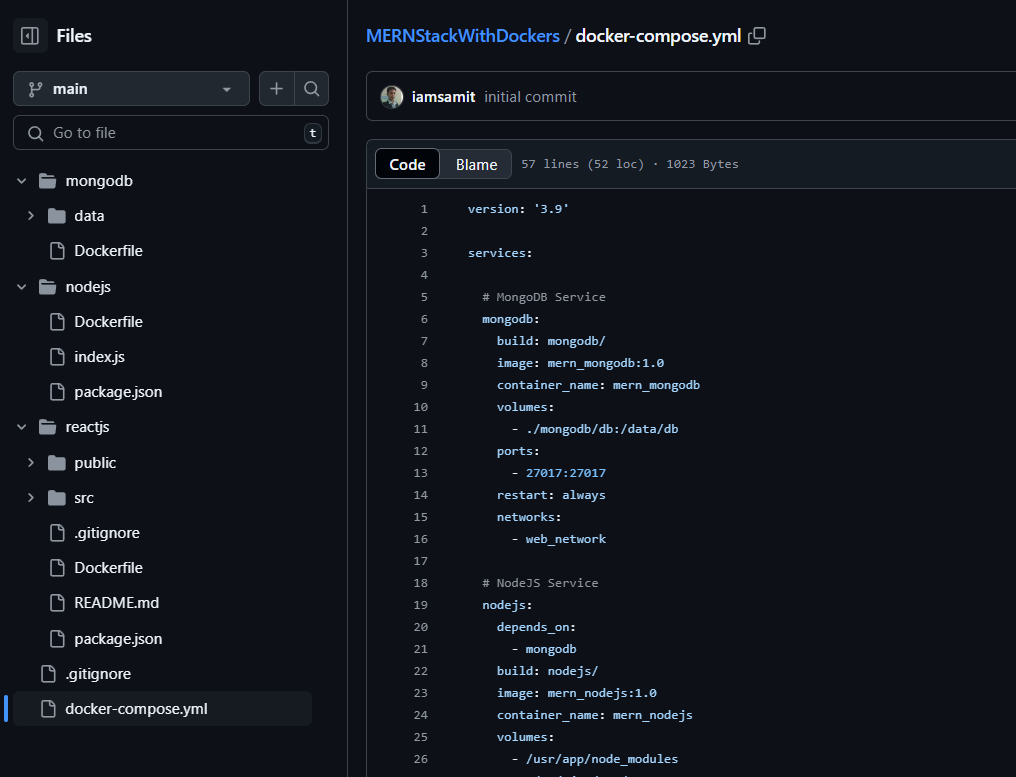 Files
main
Go to file
t
mongodb
data
Dockerfile
nodejs
Dockerfile
index.js
package.json
reactjs
public
src
.gitignore
Dockerfile
README.md
package.json
.gitignore
docker-compose.yml
MERNStackWithDockers / docker-compose.yml
iamsamit initial commit
Code Blame 57 lines (52 loc) · 1023 Bytes
1 version: '3.9'
2
3 services:
4
5 # MongoDB Service
6 mongodb:
7 build: mongodb/
8 image: mern_mongodb:1.0
9 container_name: mern_mongodb
10 volumes:
11 - ./mongodb/db:/data/db
12 ports:
13 - 27017:27017
14 restart: always
15 networks:
16 - web_network
17
18 # NodeJS Service
19 nodejs:
20 depends_on:
21 - mongodb
22 build: nodejs/
23 image: mern_nodejs:1.0
24 container_name: mern_nodejs
25 volumes:
26 - /usr/app/node_modules